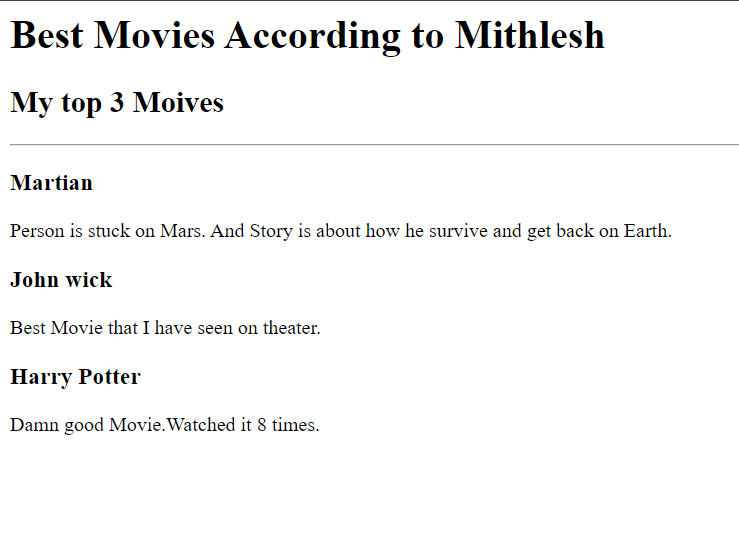 Best Movies According to Mithlesh
My top 3 Moives
Martian
Person is stuck on Mars. And Story is about how he survive and get back on Earth.
John wick
Best Movie that I have seen on theater.
Harry Potter
Damn good Movie.Watched it 8 times.